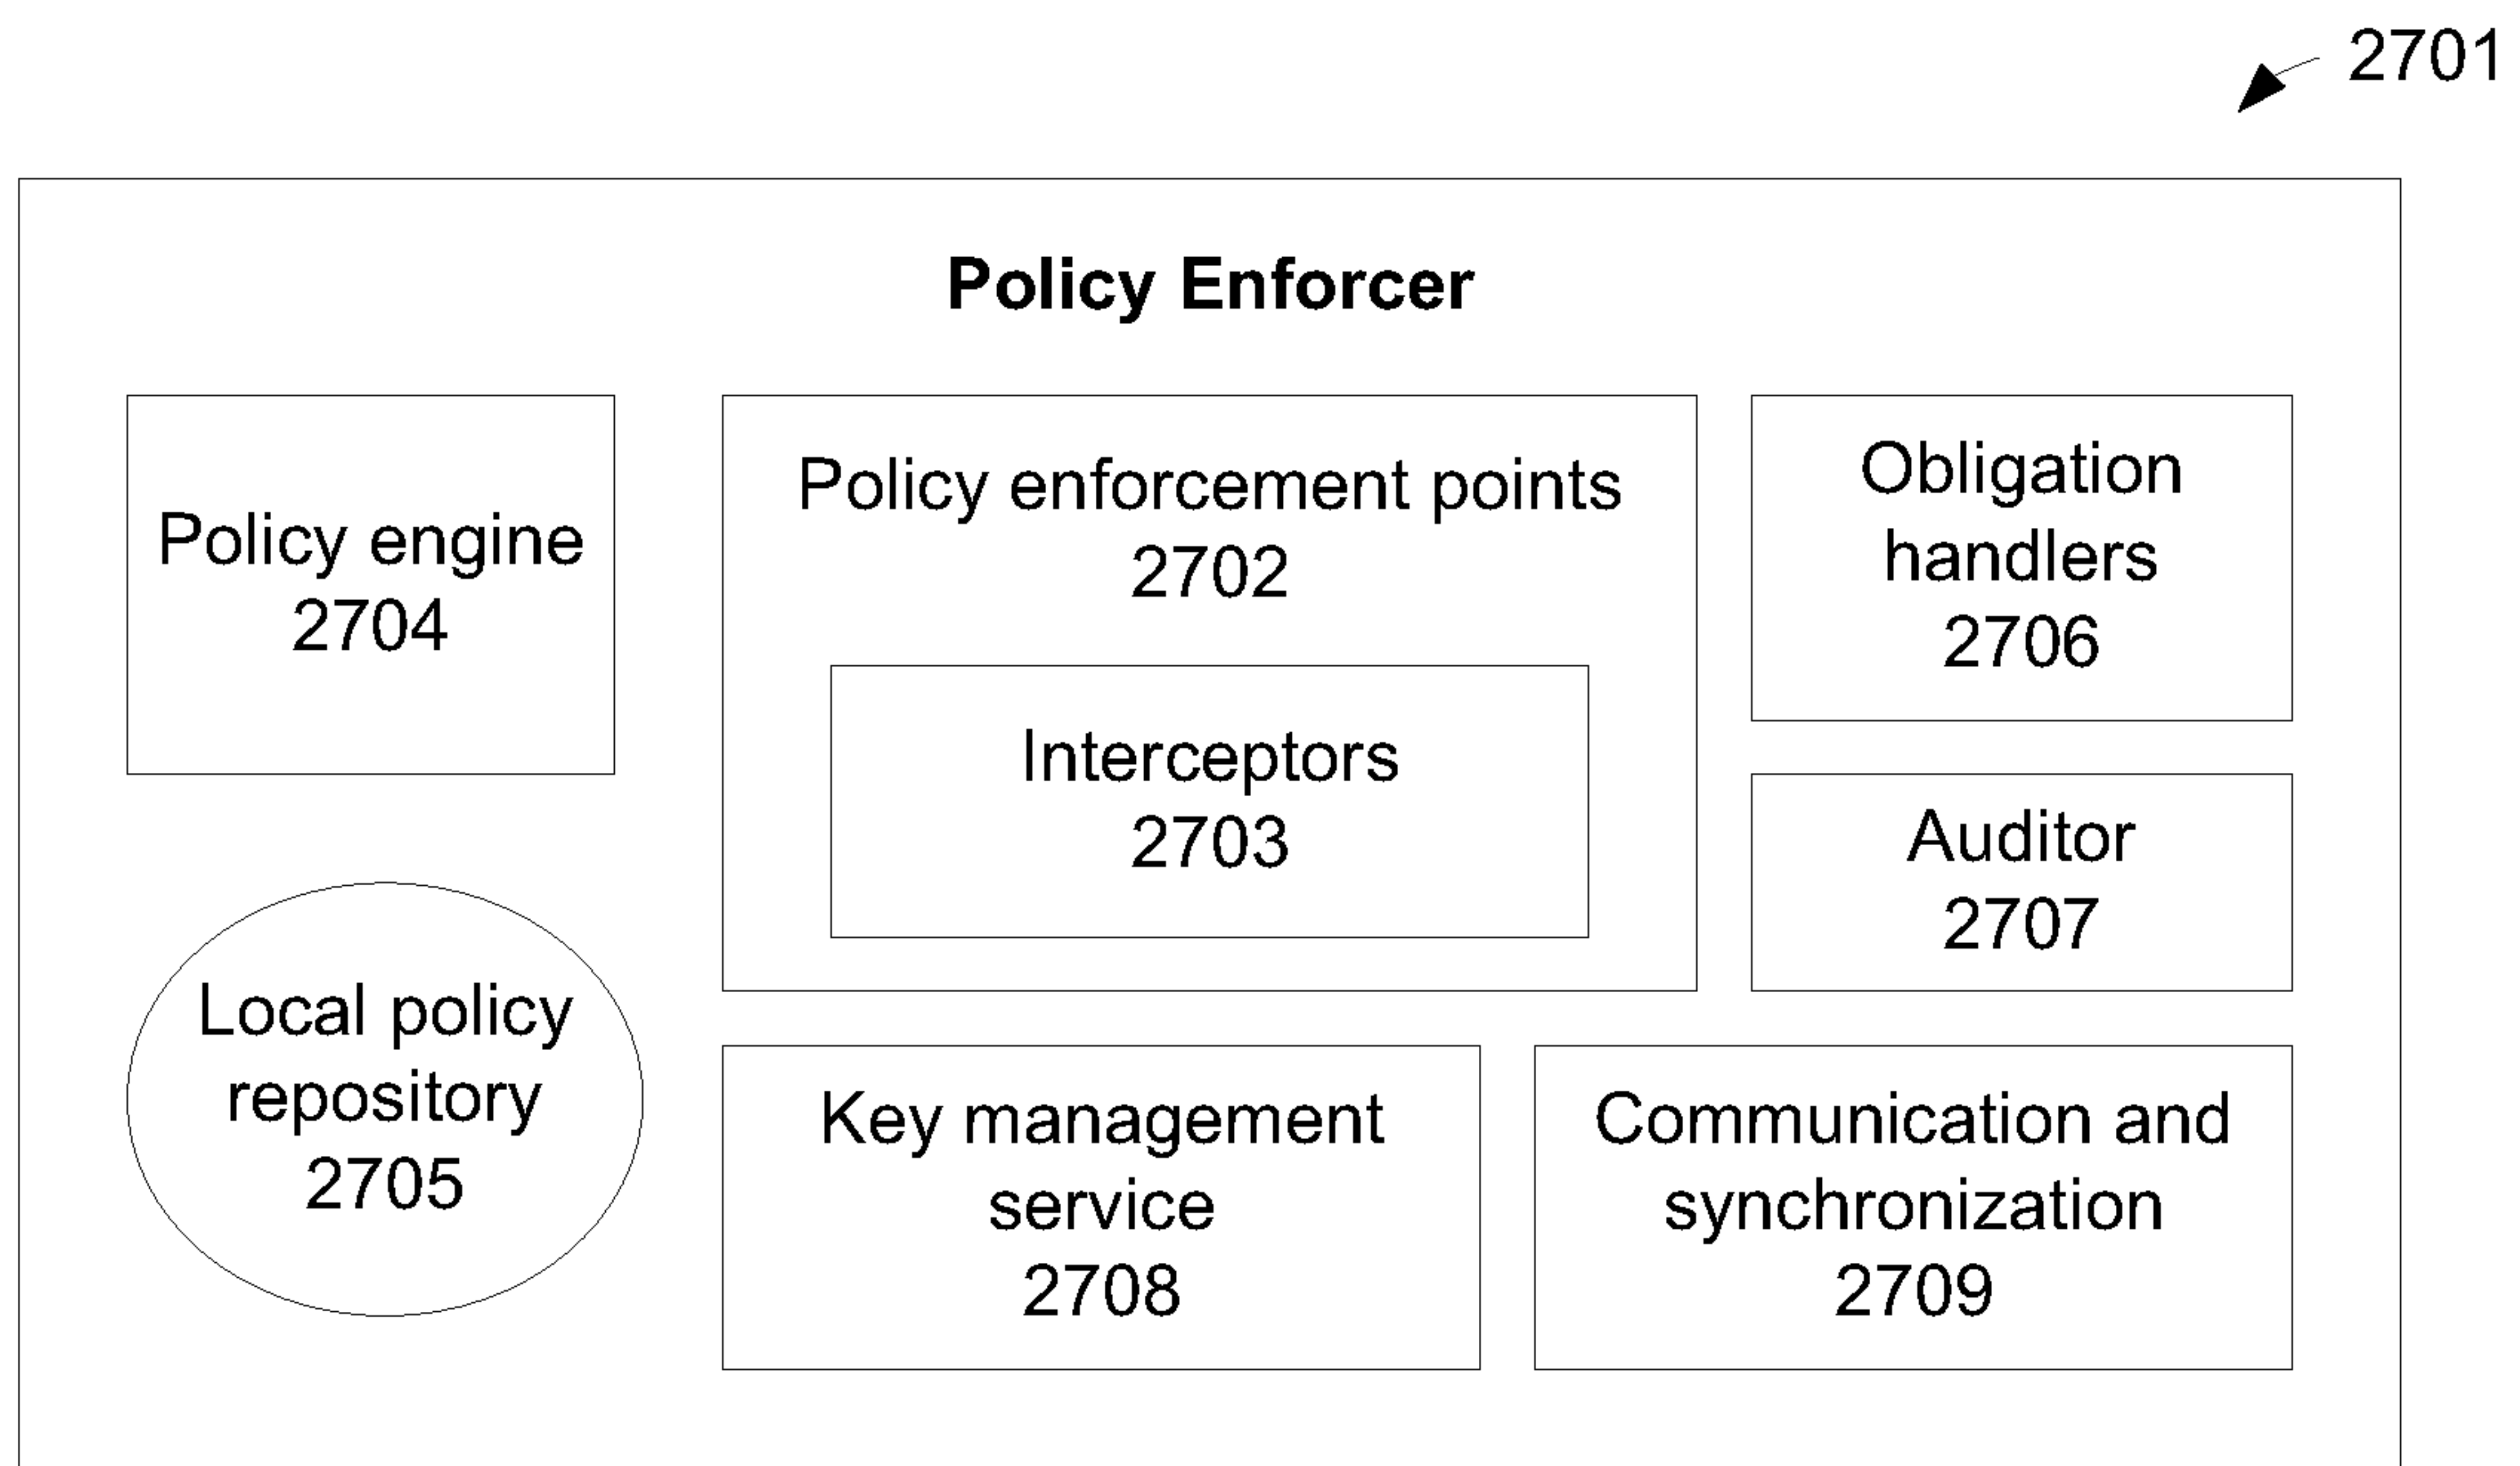 2701
Policy Enforcer
Policy engine
2704
Policy enforcement points
2702
Interceptors
2703
Obligation
handlers
2706
Auditor
2707
Local policy
repository
2705
Key management
service
2708
Communication and
synchronization
2709